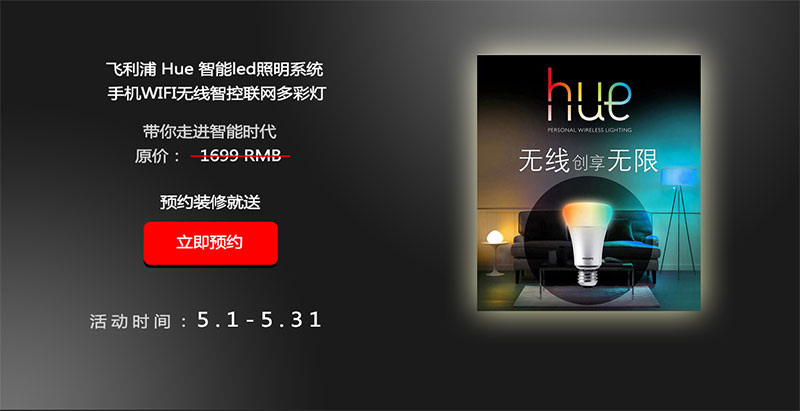 飞利浦 Hue 智能led照明系统
手机WIFI无线智控联网多彩灯
带你走进智能时代
原价： 1699 RMB
预约装修就送
立即预约
活动时间：5.1-5.31
hue
PERSONAL WIRELESS LIGHTING
无线创享无限
PHILIPS